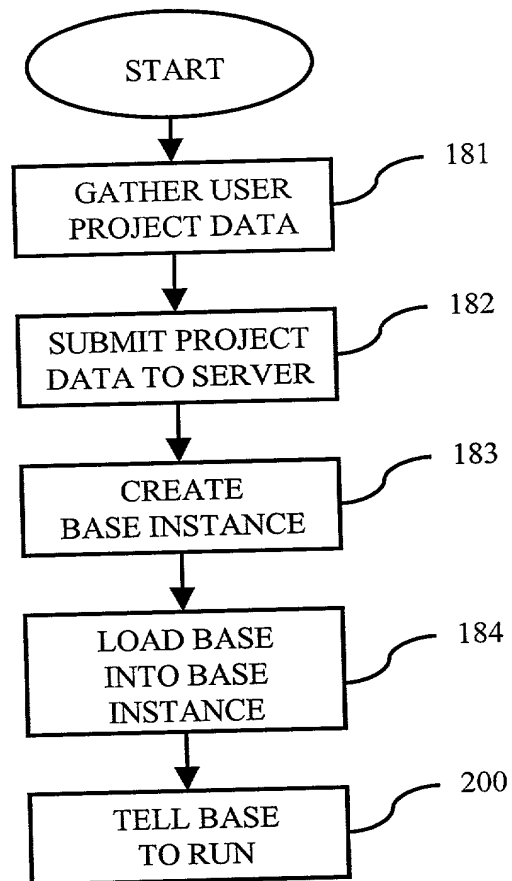 START
181
GATHER USER
PROJECT DATA
182
SUBMIT PROJECT
DATA TO SERVER
183
CREATE
BASE INSTANCE
184
LOAD BASE
INTO BASE
INSTANCE
200
TELL BASE
TO RUN